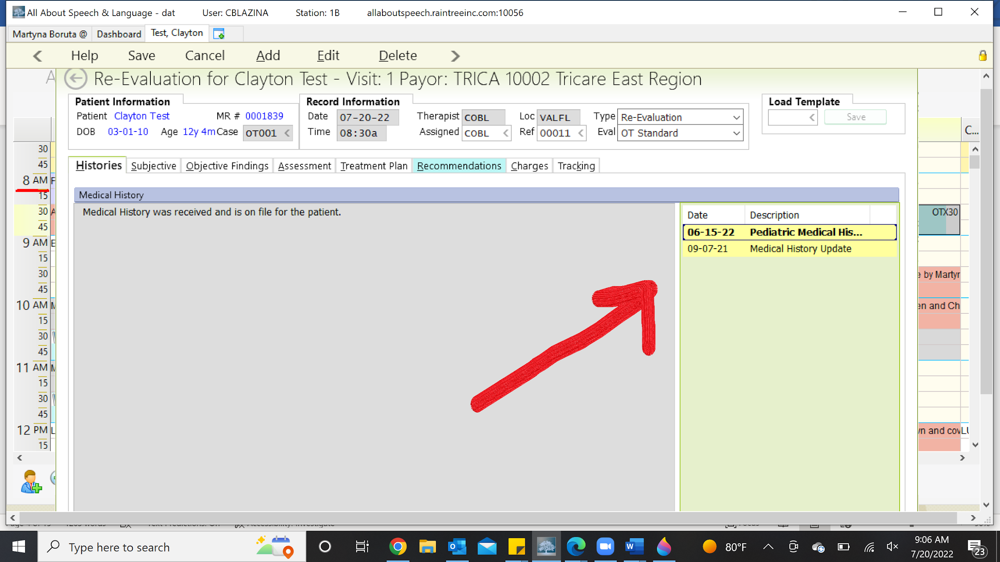 All About Speech & Language - dat User: CBLAZINA Station: 1B allaboutspeech.raintreeinc.com:10056
Martyna Boruta @ Dashboard Test, Clayton
Help Save Cancel Add Edit Delete
A Re-Evaluation for Clayton Test - Visit: 1 Payor: TRICA 10002 Tricare East Region
Patient Information Record Information Load Template
Patient Clayton Test MR # 0001839 Date 07-20-22 Therapist COBL Loc VALFL Type Re-Evaluation Save
DOB 03-01-10 Age 12y 4m Case OT001 Time 08:30a Assigned COBL Ref 00011 Eval OT Standard
C...
Histories Subjective Objective Findings Assessment Treatment Plan Recommendations Charges Tracking
Medical History
Medical History was received and is on file for the patient.
Date Description
06-15-22 Pediatric Medical His...
09-07-21 Medical History Update
30
45
8 AM F
15
30 A OTX30
45
9 AM E
15
30 e by Martyr
45
10 AM M en and Ch
15
30
45
11 AM M
15
30
45
12 PM L vn and cov LU
15
Type here to search
80°F
9:06 AM
7/20/2022
23